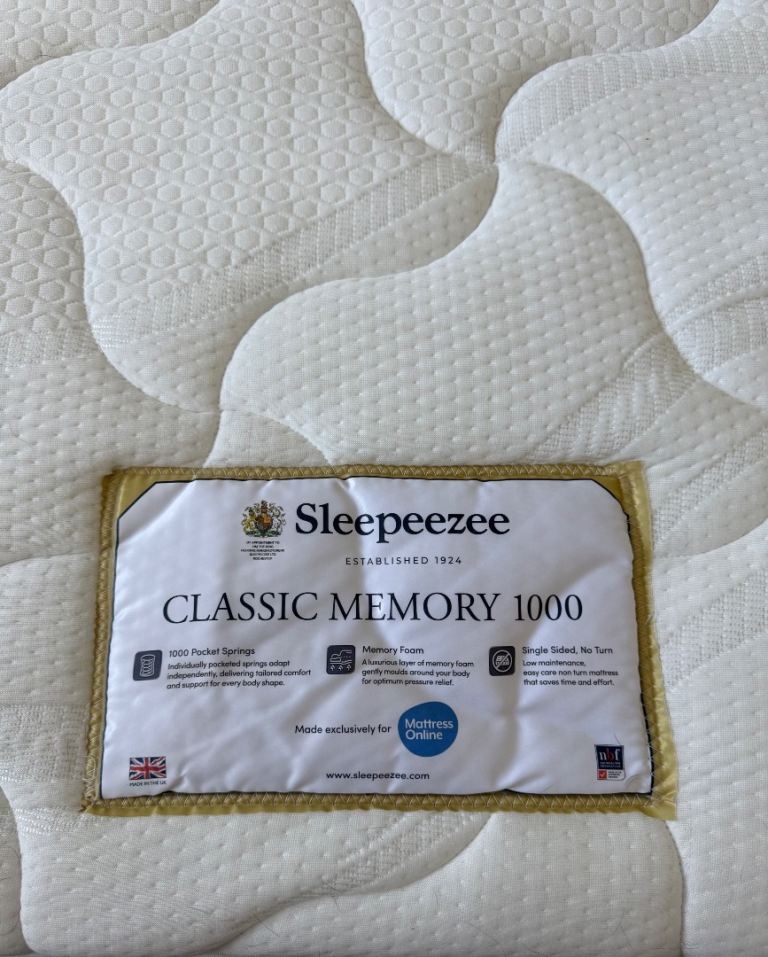 Sleepeezee
ESTABLISHED 1924
CLASSIC MEMORY 1000
1000 Pocket Springs
Individually pocketed springs adapt
independently, delivering tailored comfort
and support for every body shape.
Memory Foam
A luxurious layer of memory foam
gently moulds around your body
for optimum pressure relief.
Single Sided, No Turn
Low maintenance,
easy care non turn mattress
that saves time and effort.
Made exclusively for
Mattress
Online
MADE IN THE UK
www.sleepeezee.com
nbf